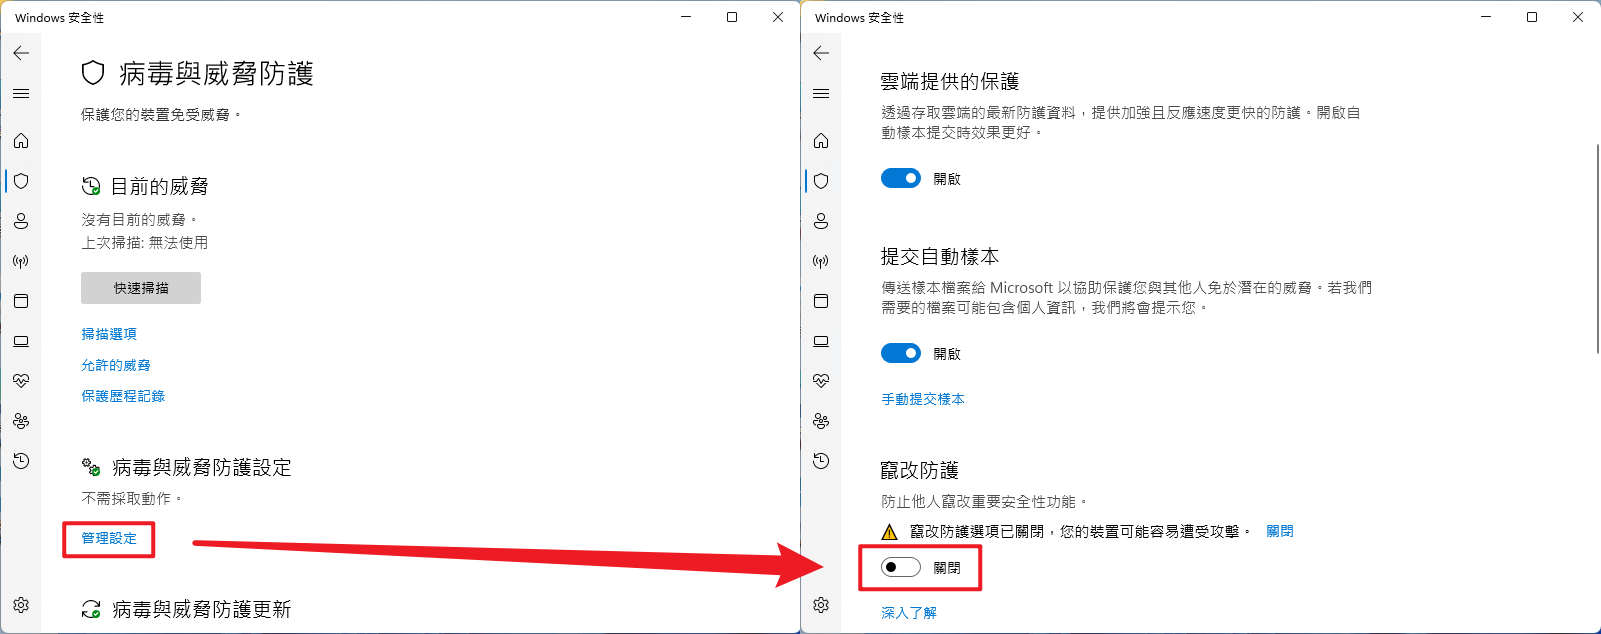 Windows 安全性
病毒與威脅防護
保護您的裝置免受威脅。
目前的威脅
沒有目前的威脅。
上次掃描: 無法使用
快速掃描
掃描選項
允許的威脅
保護歷程記錄
病毒與威脅防護設定
不需採取動作。
管理設定
病毒與威脅防護更新
Windows 安全性
雲端提供的保護
透過存取雲端的最新防護資料，提供加強且反應速度更快的防護。開啟自
動樣本提交時效果更好。
開啟
提交自動樣本
傳送樣本檔案給 Microsoft 以協助保護您與其他人免於潛在的威脅。若我們
需要的檔案可能包含個人資訊，我們將會提示您。
開啟
手動提交樣本
竄改防護
防止他人竄改重要安全性功能。
竄改防護選項已關閉，您的裝置可能容易遭受攻擊。 關閉
關閉
深入了解